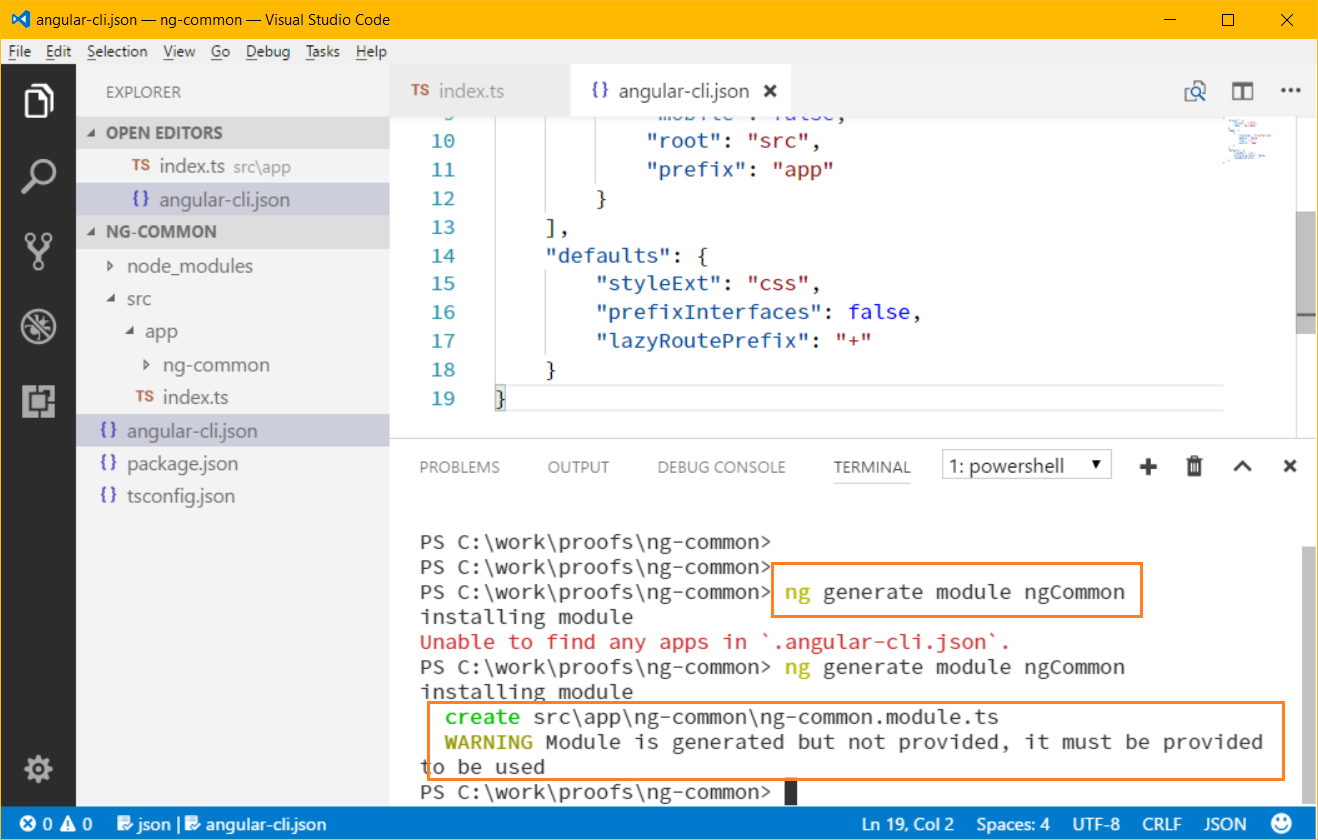 angular-cli.json — ng-common — Visual Studio Code
File Edit Selection View Go Debug Tasks Help
EXPLORER
OPEN EDITORS
TS index.ts src\app
{} angular-cli.json
NG-COMMON
node_modules
src
app
ng-common
TS index.ts
{} angular-cli.json
{} package.json
{} tsconfig.json
TS index.ts
{} angular-cli.json
9 "mobile": false,
10 "root": "src",
11 "prefix": "app"
12 }
13 ],
14 "defaults": {
15 "styleExt": "css",
16 "prefixInterfaces": false,
17 "lazyRoutePrefix": "+"
18 }
19 }
PROBLEMS OUTPUT DEBUG CONSOLE TERMINAL 1: powershell
PS C:\work\proofs\ng-common>
PS C:\work\proofs\ng-common>
PS C:\work\proofs\ng-common> ng generate module ngCommon
installing module
Unable to find any apps in `.angular-cli.json`.
PS C:\work\proofs\ng-common> ng generate module ngCommon
installing module
create src\app\ng-common\ng-common.module.ts
WARNING Module is generated but not provided, it must be provided
to be used
PS C:\work\proofs\ng-common>
0 0 json | angular-cli.json Ln 19, Col 2 Spaces: 4 UTF-8 CRLF JSON